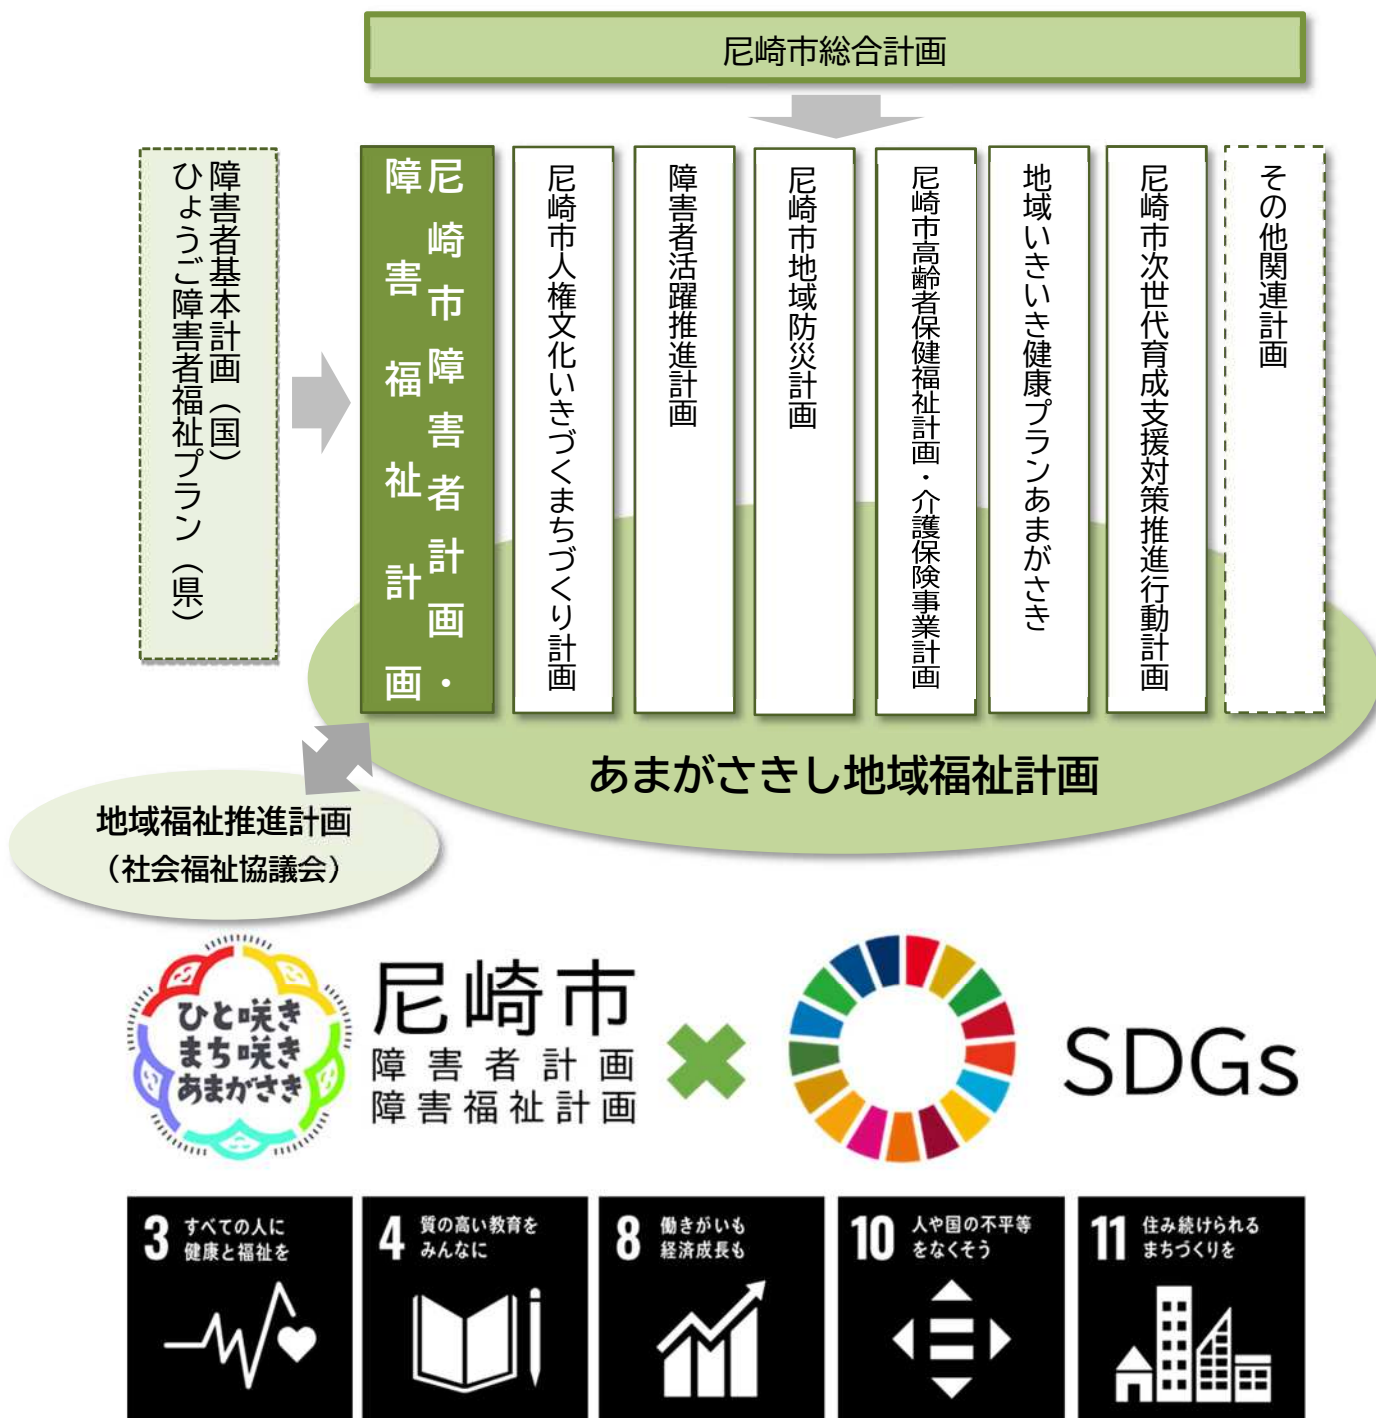 尼崎市総合計画
障害者基本計画（国）
ひょうご障害者福祉プラン（県）
尼崎市障害者計画・
障害福祉計画
尼崎市人権文化いきづくまちづくり計画
障害者活躍推進計画
尼崎市地域防災計画
尼崎市高齢者保健福祉計画・介護保険事業計画
地域いきいき健康プランあまがさき
尼崎市次世代育成支援対策推進行動計画
その他関連計画
あまがさきし地域福祉計画
地域福祉推進計画
（社会福祉協議会）
ひと咲き
まち咲き
あまがさき
尼崎市
障害者計画
障害福祉計画
SDGs
3 すべての人に
健康と福祉を
4 質の高い教育を
みんなに
8 働きがいも
経済成長も
10 人や国の不平等
をなくそう
11 住み続けられる
まちづくりを